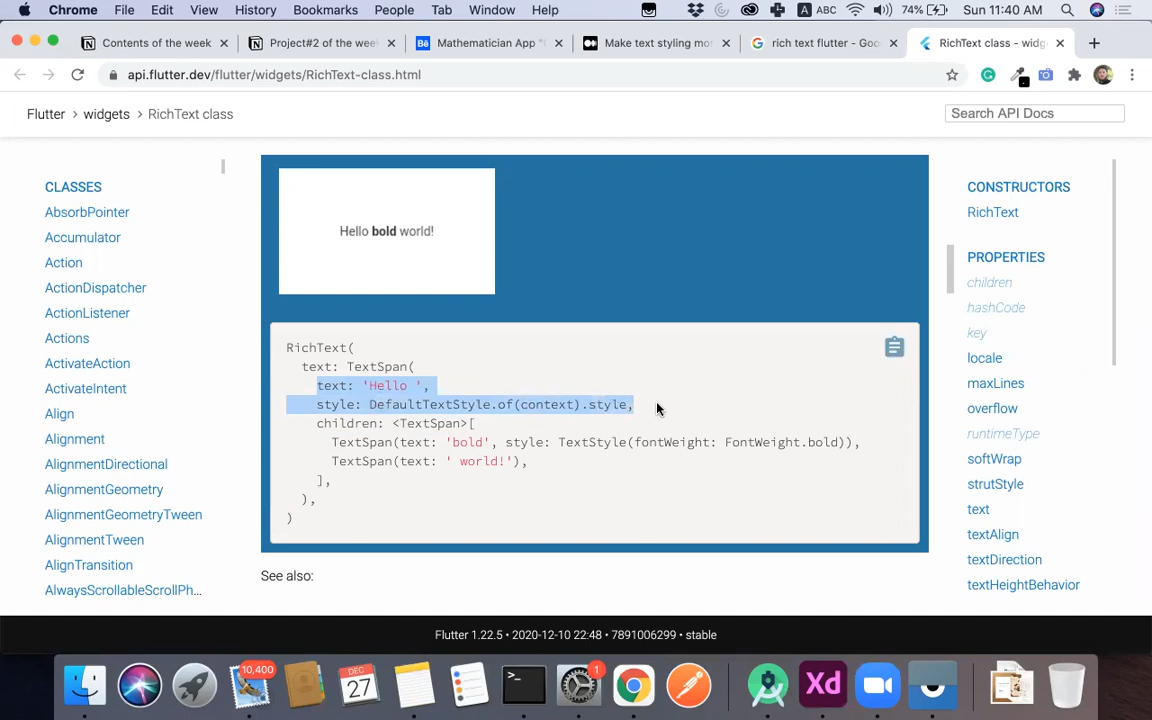 Chrome File Edit View History Bookmarks People Tab Window Help A ABC 74% Sun 11:40 AM
Contents of the week Project#2 of the wee Mathematician App "C Make text styling mo rich text flutter - Goo RichText class - widg
api.flutter.dev/flutter/widgets/RichText-class.html
Flutter > widgets > RichText class
Search API Docs
CLASSES
AbsorbPointer
Accumulator
Action
ActionDispatcher
ActionListener
Actions
ActivateAction
ActivateIntent
Align
Alignment
AlignmentDirectional
AlignmentGeometry
AlignmentGeometryTween
AlignmentTween
AlignTransition
AlwaysScrollableScrollPh...
Hello bold world!
RichText(
text: TextSpan(
text: 'Hello ',
style: DefaultTextStyle.of(context).style,
children: <TextSpan>[
TextSpan(text: 'bold', style: TextStyle(fontWeight: FontWeight.bold)),
TextSpan(text: ' world!'),
],
),
)
See also:
CONSTRUCTORS
RichText
PROPERTIES
children
hashCode
key
locale
maxLines
overflow
runtimeType
softWrap
strutStyle
text
textAlign
textDirection
textHeightBehavior
Flutter 1.22.5 • 2020-12-10 22:48 • 7891006299 • stable
10,400
DEC
27
1
Xd